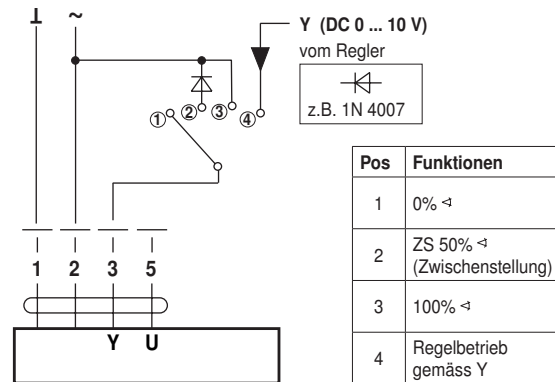 ⊥ ~
Y (DC 0 ... 10 V)
vom Regler
z.B. 1N 4007
① ② ③ ④
1 2 3 5
Y U
Pos Funktionen
1 0% ◃
2 ZS 50% ◃
(Zwischenstellung)
3 100% ◃
4 Regelbetrieb
gemäss Y